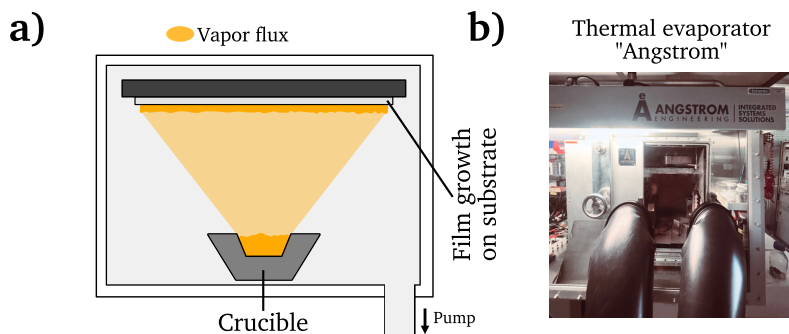 a)
Vapor flux
Film growth
on substrate
Crucible
Pump
b)
Thermal evaporator
"Angstrom"
e
Å ANGSTROM
ENGINEERING
INTEGRATED
SYSTEMS
SOLUTIONS